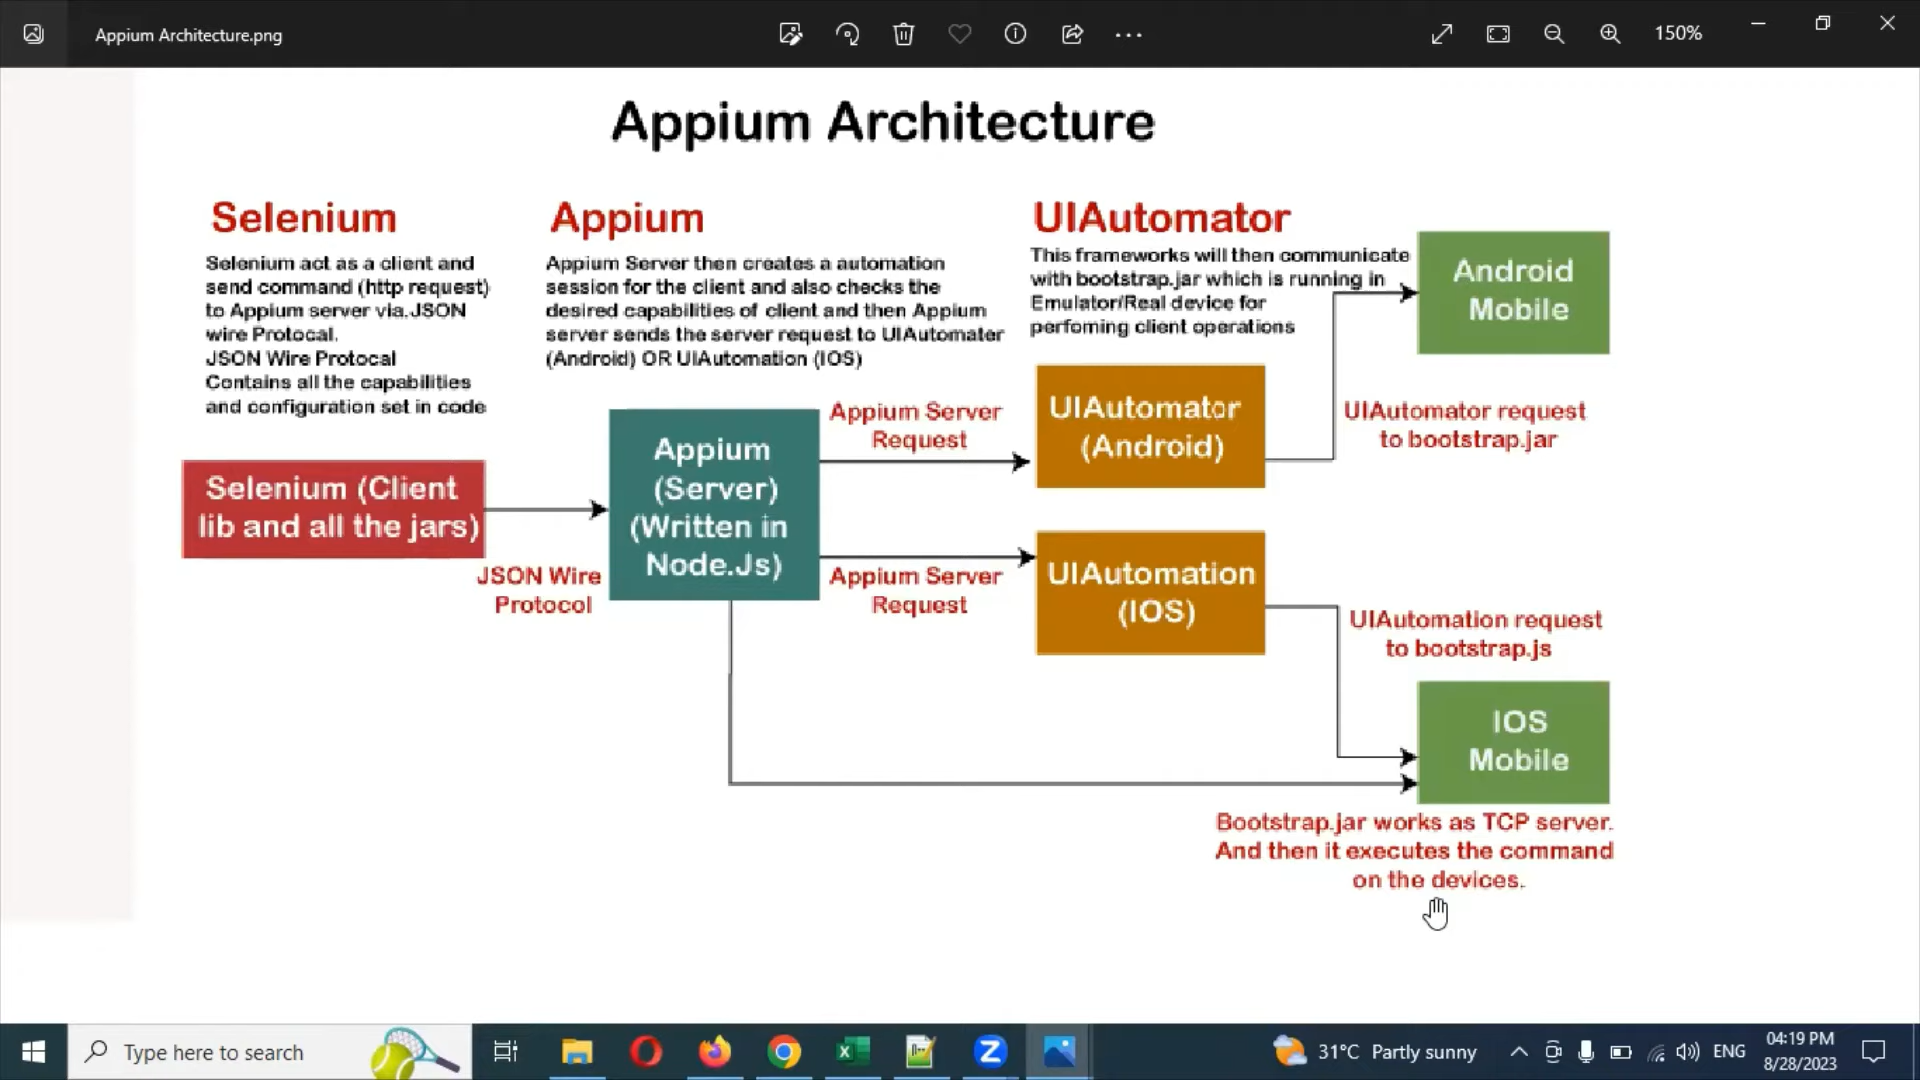 Appium Architecture.png
150%
Appium Architecture
Selenium
Selenium act as a client and
send command (http request)
to Appium server via.JSON
wire Protocal.
JSON Wire Protocal
Contains all the capabilities
and configuration set in code
Appium
Appium Server then creates a automation
session for the client and also checks the
desired capabilities of client and then Appium
server sends the server request to UIAutomater
(Android) OR UIAutomation (IOS)
UIAutomator
This frameworks will then communicate
with bootstrap.jar which is running in
Emulator/Real device for
perfoming client operations
Android
Mobile
Selenium (Client
lib and all the jars)
JSON Wire
Protocol
Appium
(Server)
(Written in
Node.Js)
Appium Server
Request
UIAutomator
(Android)
UIAutomator request
to bootstrap.jar
Appium Server
Request
UIAutomation
(IOS)
UIAutomation request
to bootstrap.js
IOS
Mobile
Bootstrap.jar works as TCP server.
And then it executes the command
on the devices.
Type here to search
31°C Partly sunny
ENG
04:19 PM
8/28/2023